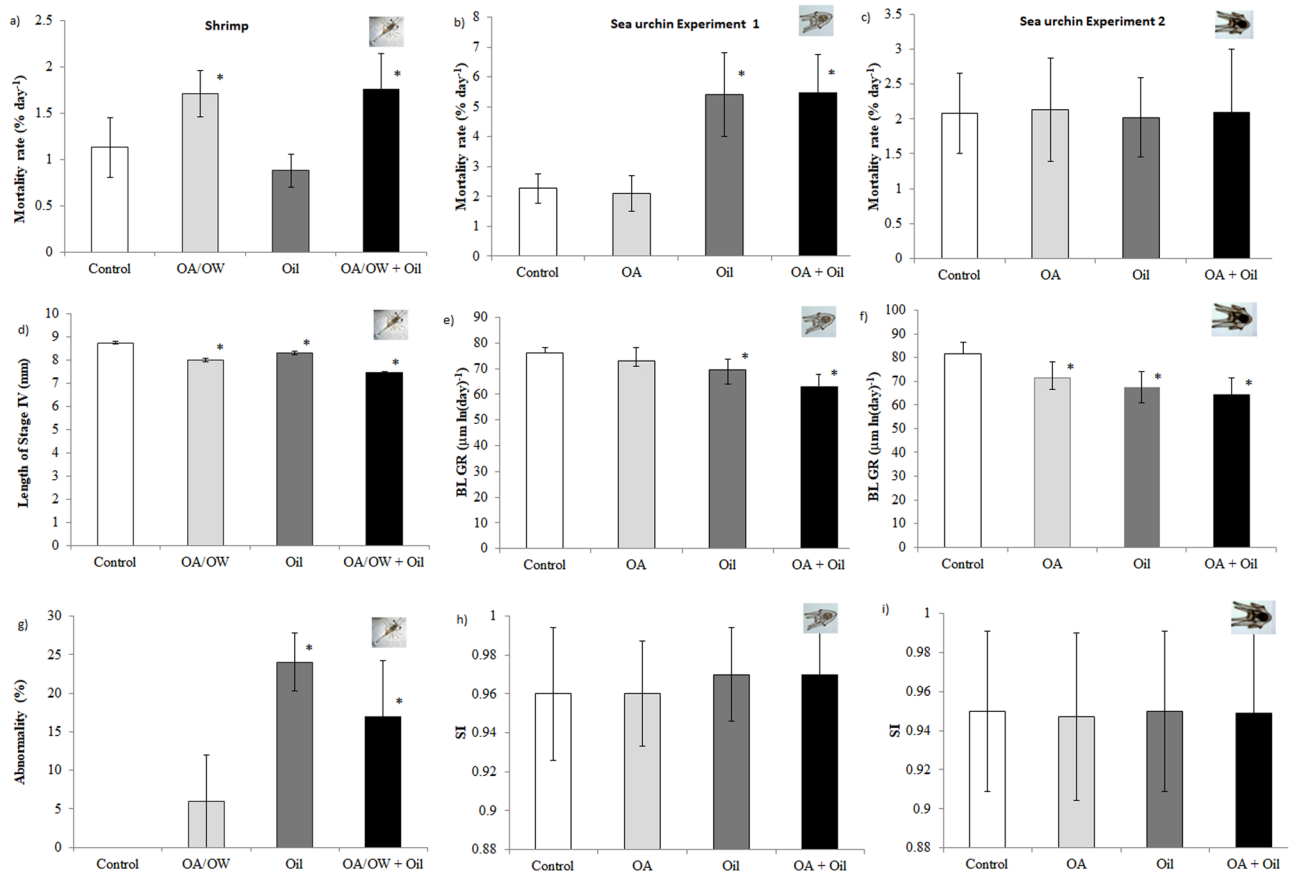 a)
Shrimp
Mortality rate (% day-1)
2.5
2
1.5
1
0.5
0
Control OA/OW Oil OA/OW + Oil
b)
Sea urchin Experiment 1
Mortality rate (% day-1)
8
7
6
5
4
3
2
1
0
Control OA Oil OA + Oil
* *
c)
Sea urchin Experiment 2
Mortality rate (% day-1)
3.5
3
2.5
2
1.5
1
0.5
0
Control OA Oil OA + Oil
d)
Length of Stage IV (mm)
10
9
8
7
6
5
4
3
2
1
0
* * *
Control OA/OW Oil OA/OW + Oil
e)
BL GR (µm ln(day)-1)
90
80
70
60
50
40
30
20
10
0
* *
Control OA Oil OA + Oil
f)
BL GR (µm ln(day)-1)
100
90
80
70
60
50
40
30
20
10
0
* * *
Control OA Oil OA + Oil
g)
Abnormality (%)
30
25
20
15
10
5
0
* *
Control OA/OW Oil OA/OW + Oil
h)
SI
1
0.98
0.96
0.94
0.92
0.9
0.88
Control OA Oil OA + Oil
i)
SI
1
0.98
0.96
0.94
0.92
0.9
0.88
Control OA Oil OA + Oil